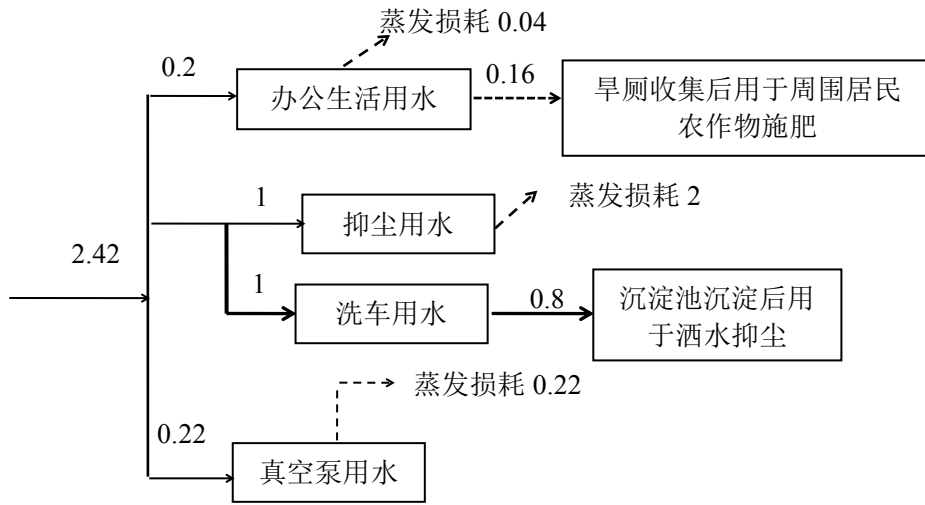 蒸发损耗 0.04
0.2
办公生活用水
0.16
旱厕收集后用于周围居民
农作物施肥
1
抑尘用水
蒸发损耗 2
2.42
1
洗车用水
0.8
沉淀池沉淀后用
于洒水抑尘
蒸发损耗 0.22
0.22
真空泵用水